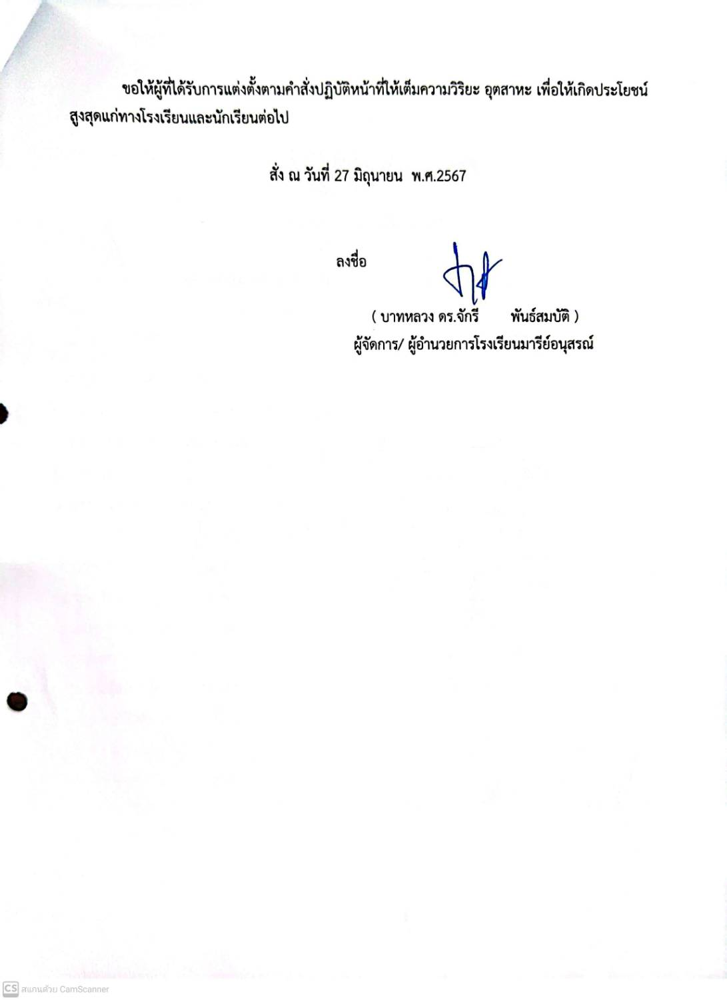 ขอให้ผู้ที่ได้รับการแต่งตั้งตามคำสั่งปฏิบัติหน้าที่ให้เต็มความวิริยะ อุตสาหะ เพื่อให้เกิดประโยชน์
สูงสุดแก่ทางโรงเรียนและนักเรียนต่อไป
สั่ง ณ วันที่ 27 มิถุนายน พ.ศ.2567
ลงชื่อ
( บาทหลวง ดร.จักรี พันธ์สมบัติ )
ผู้จัดการ/ ผู้อำนวยการโรงเรียนมารีย์อนุสรณ์
CS สแกนด้วย CamScanner